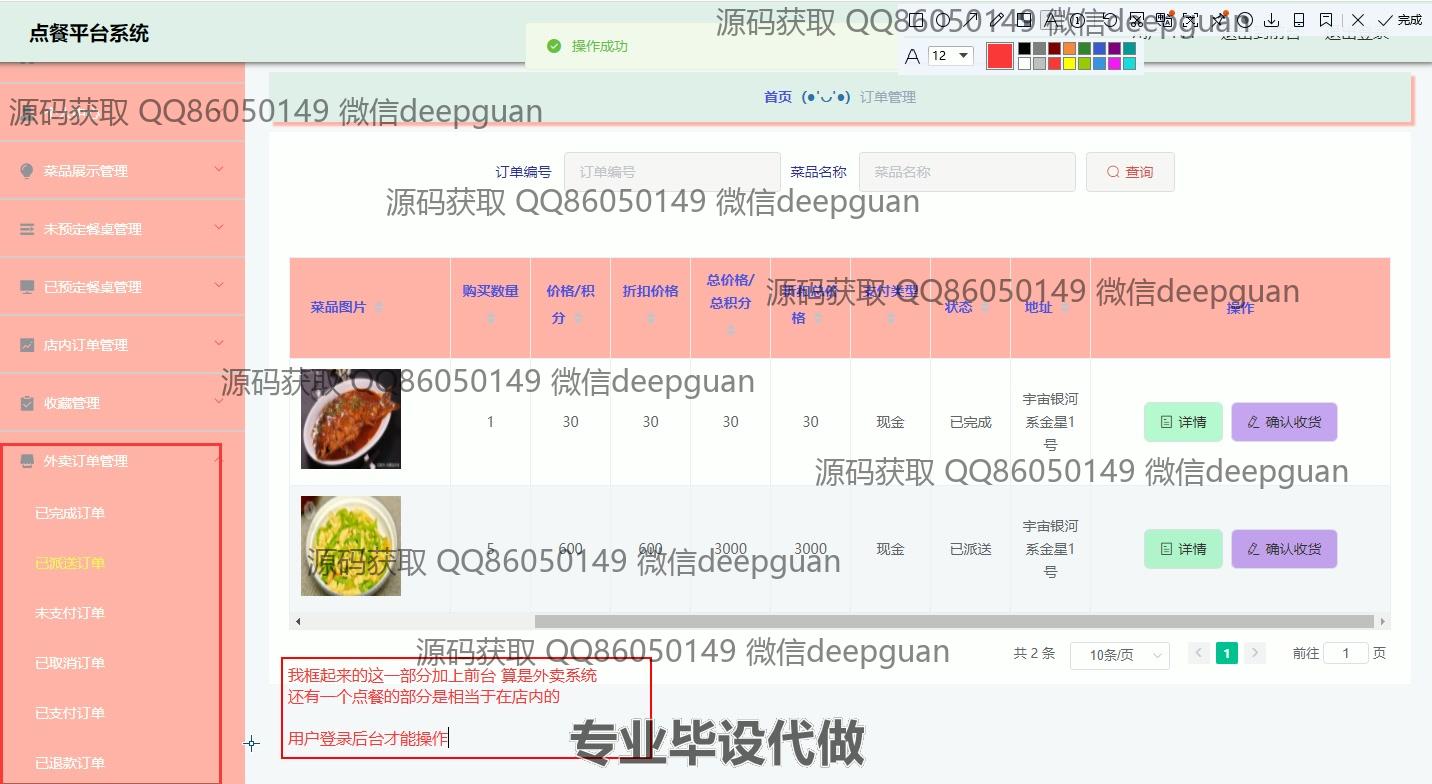 点餐平台系统
操作成功
源码获取 QQ86050149 微信deepguan
12
完成
首页 (●'◡'●) 订单管理
源码获取 QQ86050149 微信deepguan
菜品展示管理
未预定餐桌管理
已预定餐桌管理
店内订单管理
收藏管理
外卖订单管理
已完成订单
已派送订单
未支付订单
已取消订单
已支付订单
已退款订单
订单编号 订单编号 菜品名称 菜品名称 查询
源码获取 QQ86050149 微信deepguan
菜品图片 购买数量 价格/积分 折扣价格 总价格/总积分 折扣总价格 支付类型 状态 地址 操作
源码获取 QQ86050149 微信deepguan
源码获取 QQ86050149 微信deepguan
1 30 30 30 30 现金 已完成 宇宙银河系金星1号 详情 确认收货
源码获取 QQ86050149 微信deepguan
5 600 600 3000 3000 现金 已派送 宇宙银河系金星1号 详情 确认收货
源码获取 QQ86050149 微信deepguan
源码获取 QQ86050149 微信deepguan
共 2 条 10条/页 1 前往 1 页
我框起来的这一部分加上前台 算是外卖系统
还有一个点餐的部分是相当于在店内的
用户登录后台才能操作
专业毕设代做